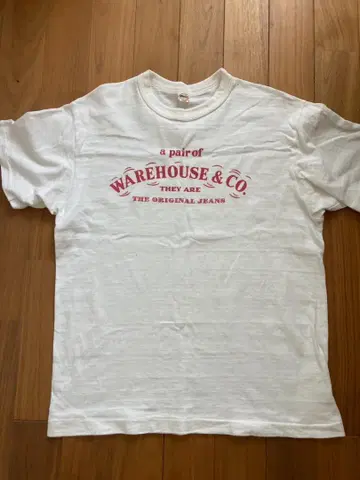 a pair of
WAREHOUSE & CO.
THEY ARE
THE ORIGINAL JEANS